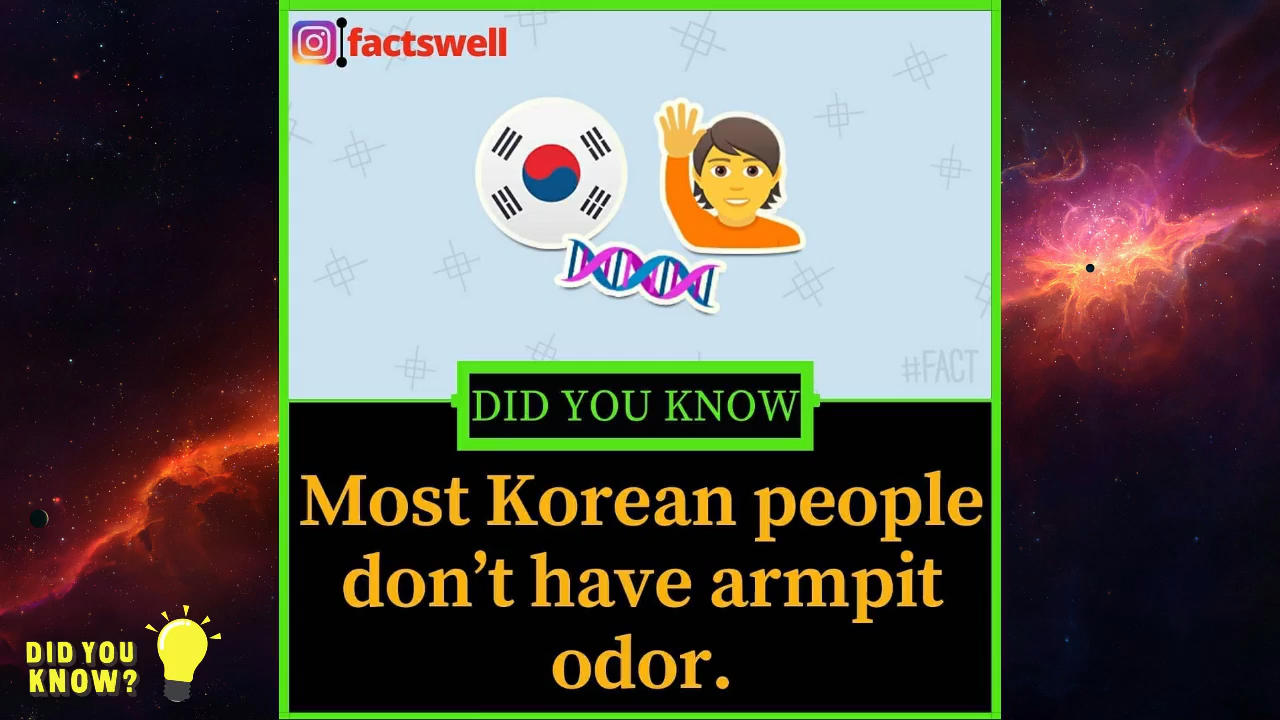 factswell
#FACT
DID YOU KNOW
Most Korean people
don’t have armpit
odor.
DID YOU
KNOW?